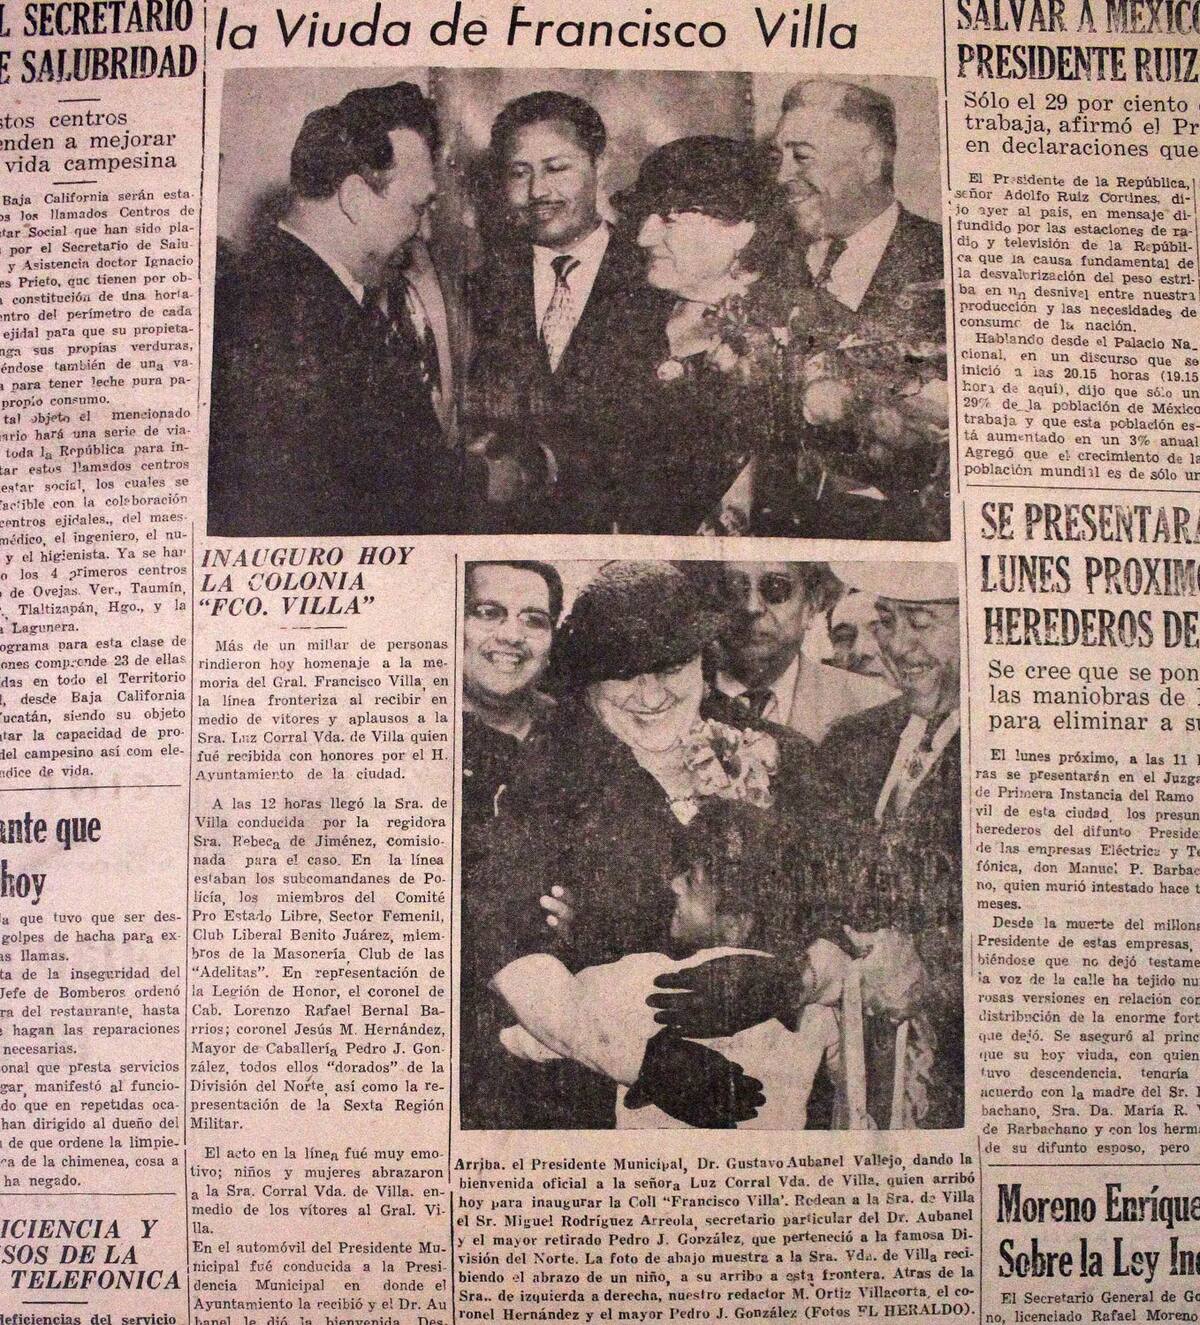 L SECRETARIO
E SALUBRIDAD
stos centros
enden a mejorar
vida campesina
Baja California serán esta-
os los llamados Centros de
tar Social que han sido pla-
por el Secretario de Salu-
y Asistencia doctor Ignacio
es Prieto, que tienen por ob-
constitución de una horta-
entro del perímetro de cada
ejidal para que su propieta-
nga sus propias verduras,
éndose también de una va-
a para tener leche pura pa-
propio consumo.
tal objeto el mencionado
ario hará una serie de via-
toda la República para in-
tar estos llamados centros
estar social, los cuales se
factible con la colaboración
centros ejidales., del maes-
médico, el ingeniero, el nu-
y el higienista. Ya se har
o los 4 primeros centros
de Ovejas. Ver., Taumín,
Tlaltizapán, Hgo., y la
Lagunera.
ograma para esta clase de
ones comprende 23 de ellas
das en todo el Territorio
l, desde Baja California
ucatán, siendo su objeto
tar la capacidad de pro-
del campesino así com ele-
ndice de vida.
ante que
hoy
a que tuvo que ser des-
golpes de hacha para ex-
as llamas.
ta de la inseguridad del
Jefe de Bomberos ordenó
ra del restaurante, hasta
hagan las reparaciones
necesarias.
onal que presta servicios
gar, manifestó al funcio-
do que en repetidas oca-
han dirigido al dueño del
de que ordene la limpie-
a de la chimenea, cosa a
ha negado.
ICIENCIA Y
SOS DE LA
TELEFONICA
deficiencias del servicio
la Viuda de Francisco Villa
INAUGURO HOY
LA COLONIA
"FCO. VILLA"
Más de un millar de personas
rindieron hoy homenaje a la me-
moria del Gral. Francisco Villa, en
la línea fronteriza al recibir en
medio de vítores y aplausos a la
Sra. Luz Corral Vda. de Villa quien
fué recibida con honores por el H.
Ayuntamiento de la ciudad.
A las 12 horas llegó la Sra. de
Villa conducida por la regidora
Sra. Rebeca de Jiménez, comisio-
nada para el caso. En la línea
estaban los subcomandanes de Po-
licía, los miembros del Comité
Pro Estado Libre, Sector Femenil,
Club Liberal Benito Juárez, miem-
bros de la Masonería, Club de las
"Adelitas". En representación de
la Legión de Honor, el coronel de
Cab. Lorenzo Rafael Bernal Ba-
rrios; coronel Jesús M. Hernández,
Mayor de Caballería Pedro J. Gon-
zález, todos ellos "dorados" de la
División del Norte, así como la re-
presentación de la Sexta Región
Militar.
El acto en la línea fué muy emo-
tivo; niños y mujeres abrazaron
a la Sra. Corral Vda. de Villa. en-
medio de los vítores al Gral. Vi-
lla.
En el automóvil del Presidente Mu-
nicipal fué conducida a la Presi-
dencia Municipal en donde el
Ayuntamiento la recibió y el Dr. Au
banel le dió la bienvenida. Des-
Arriba. el Presidente Municipal, Dr. Gustavo Aubanel Vallejo, dando la
bienvenida oficial a la señora Luz Corral Vda. de Villa, quien arribó
hoy para inaugurar la Coll "Francisco Villa'. Rodean a la Sra. de Villa
el Sr. Miguel Rodríguez Arreola, secretario particular del Dr. Aubanel
y el mayor retirado Pedro J. González, que perteneció a la famosa Di-
visión del Norte. La foto de abajo muestra a la Sra. Vda. de Villa reci-
biendo el abrazo de un niño, a su arribo a esta frontera. Atras de la
Sra.. de izquierda a derecha, nuestro redactor M. Ortiz Villacorta, el co-
ronel Hernández y el mayor Pedro J. González (Fotos EL HERALDO).
SALVAR A MEXICO
PRESIDENTE RUIZ
Sólo el 29 por ciento
trabaja, afirmó el Pr
en declaraciones que
El Presidente de la República,
señor Adolfo Ruiz Cortines, di-
jo ayer al país, en mensaje di-
fundido por las estaciones de ra-
dio y televisión de la Repúbli-
ca que la causa fundamental de
la desvalorización del peso estri-
ba en un desnivel entre nuestra
producción y las necesidades de
consumo de la nación.
Hablando desde el Palacio Na-
cional, en un discurso que se
inició a las 20.15 horas (19.15
hora de aquí), dijo que sólo un
29% de la población de México
trabaja y que esta población es-
tá aumentado en un 3% anual
Agregó que el crecimiento de la
población mundial es de sólo un
SE PRESENTARA
LUNES PROXIMO
HEREDEROS DE
Se cree que se pon
las maniobras de
para eliminar a su
El lunes próximo, a las 11
ras se presentarán en el Juzga
de Primera Instancia del Ramo
vil de esta ciudad, los presun
herederos del difunto Preside
de las empresas Eléctrica y Te
fónica, don Manuel P. Barbac
no, quien murió intestado hace t
meses.
Desde la muerte del millon
Presidente de estas empresas,
biéndose que no dejó testame
la voz de la calle ha tejido nu
rosas versiones en relación con
distribución de la enorme fort
que dejó. Se aseguró al princ
que su hoy viuda, con quien
tuvo descendencia. tendría
acuerdo con la madre del Sr.
bachano, Sra. Da. María R.
de Barbachano y con los herm
de su difunto esposo, pero
Moreno Enríque
Sobre la Ley In
El Secretario General de Go
no, licenciado Rafael Moreno